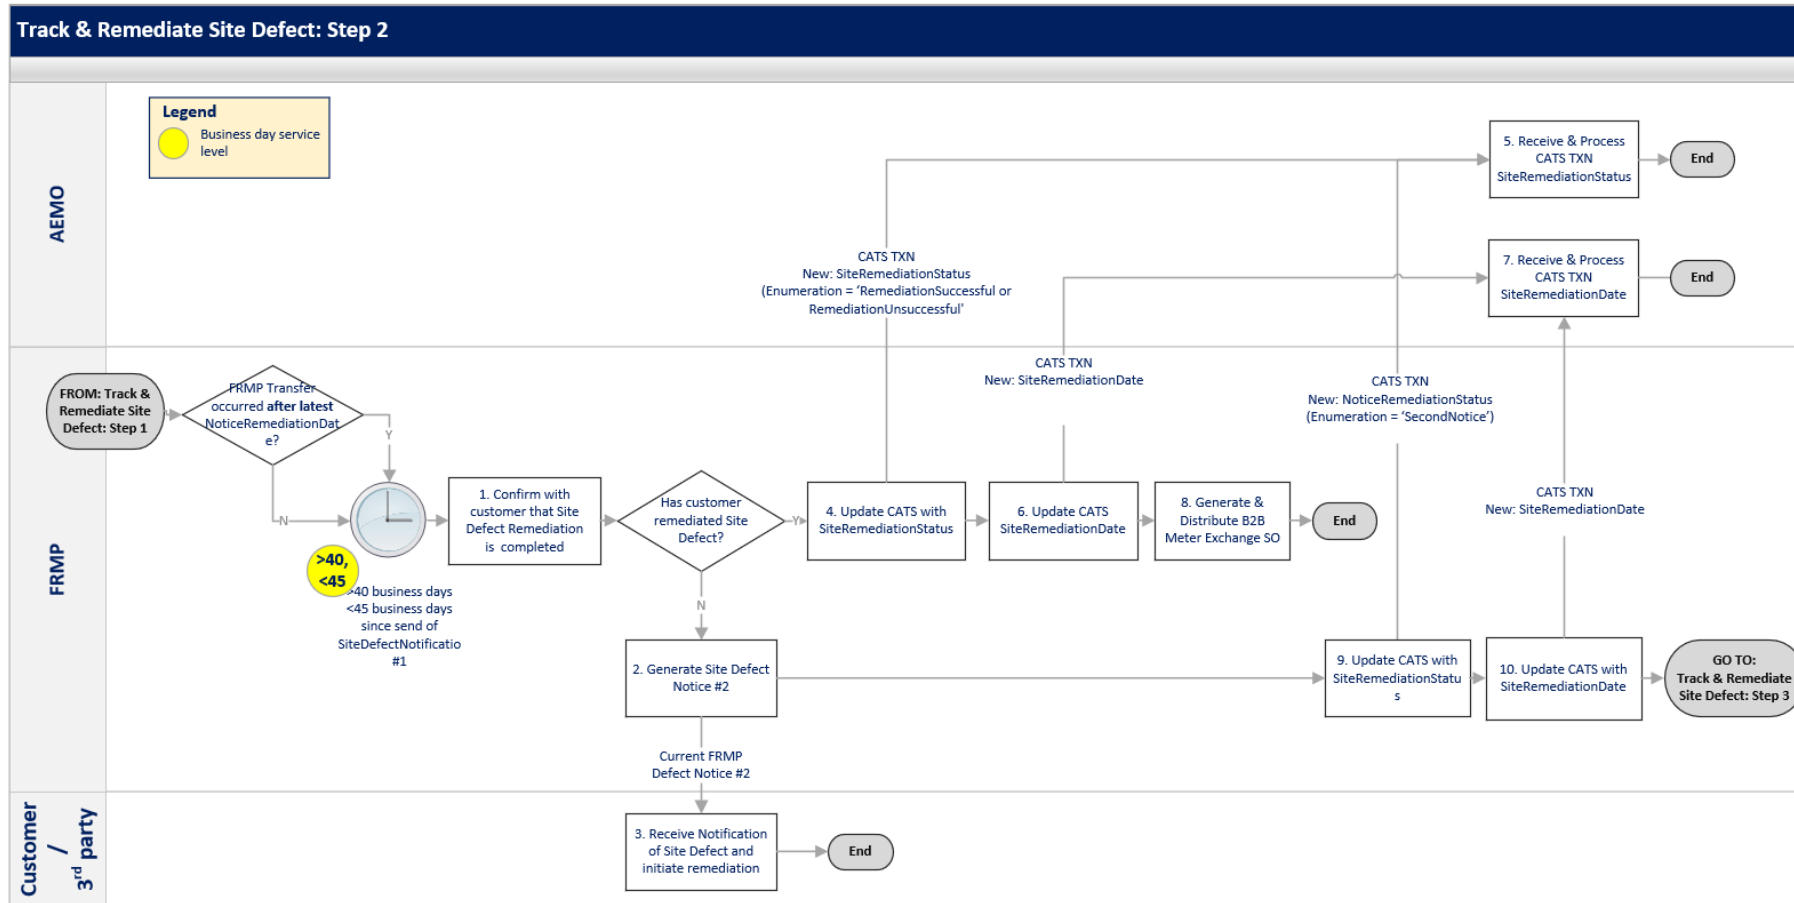 Track & Remediate Site Defect: Step 2
Legend
Business day service
level
AEMO
5. Receive & Process
CATS TXN
SiteRemediationStatus
End
CATS TXN
New: SiteRemediationStatus
(Enumeration = ‘RemediationSuccessful or
RemediationUnsuccessful'
7. Receive & Process
CATS TXN
SiteRemediationDate
End
FRMP
FROM: Track &
Remediate Site
Defect: Step 1
FRMP Transfer
occurred after latest
NoticeRemediationDat
e?
Y
N
>40,
<45
>40 business days
<45 business days
since send of
SiteDefectNotificatio
#1
1. Confirm with
customer that Site
Defect Remediation
is completed
Has customer
remediated Site
Defect?
Y
N
4. Update CATS with
SiteRemediationStatus
CATS TXN
New: SiteRemediationDate
6. Update CATS
SiteRemediationDate
8. Generate &
Distribute B2B
Meter Exchange SO
End
CATS TXN
New: NoticeRemediationStatus
(Enumeration = ‘SecondNotice’)
CATS TXN
New: SiteRemediationDate
2. Generate Site Defect
Notice #2
9. Update CATS with
SiteRemediationStatu
s
10. Update CATS with
SiteRemediationDate
GO TO:
Track & Remediate
Site Defect: Step 3
Current FRMP
Defect Notice #2
Customer
/
3rd party
3. Receive Notification
of Site Defect and
initiate remediation
End